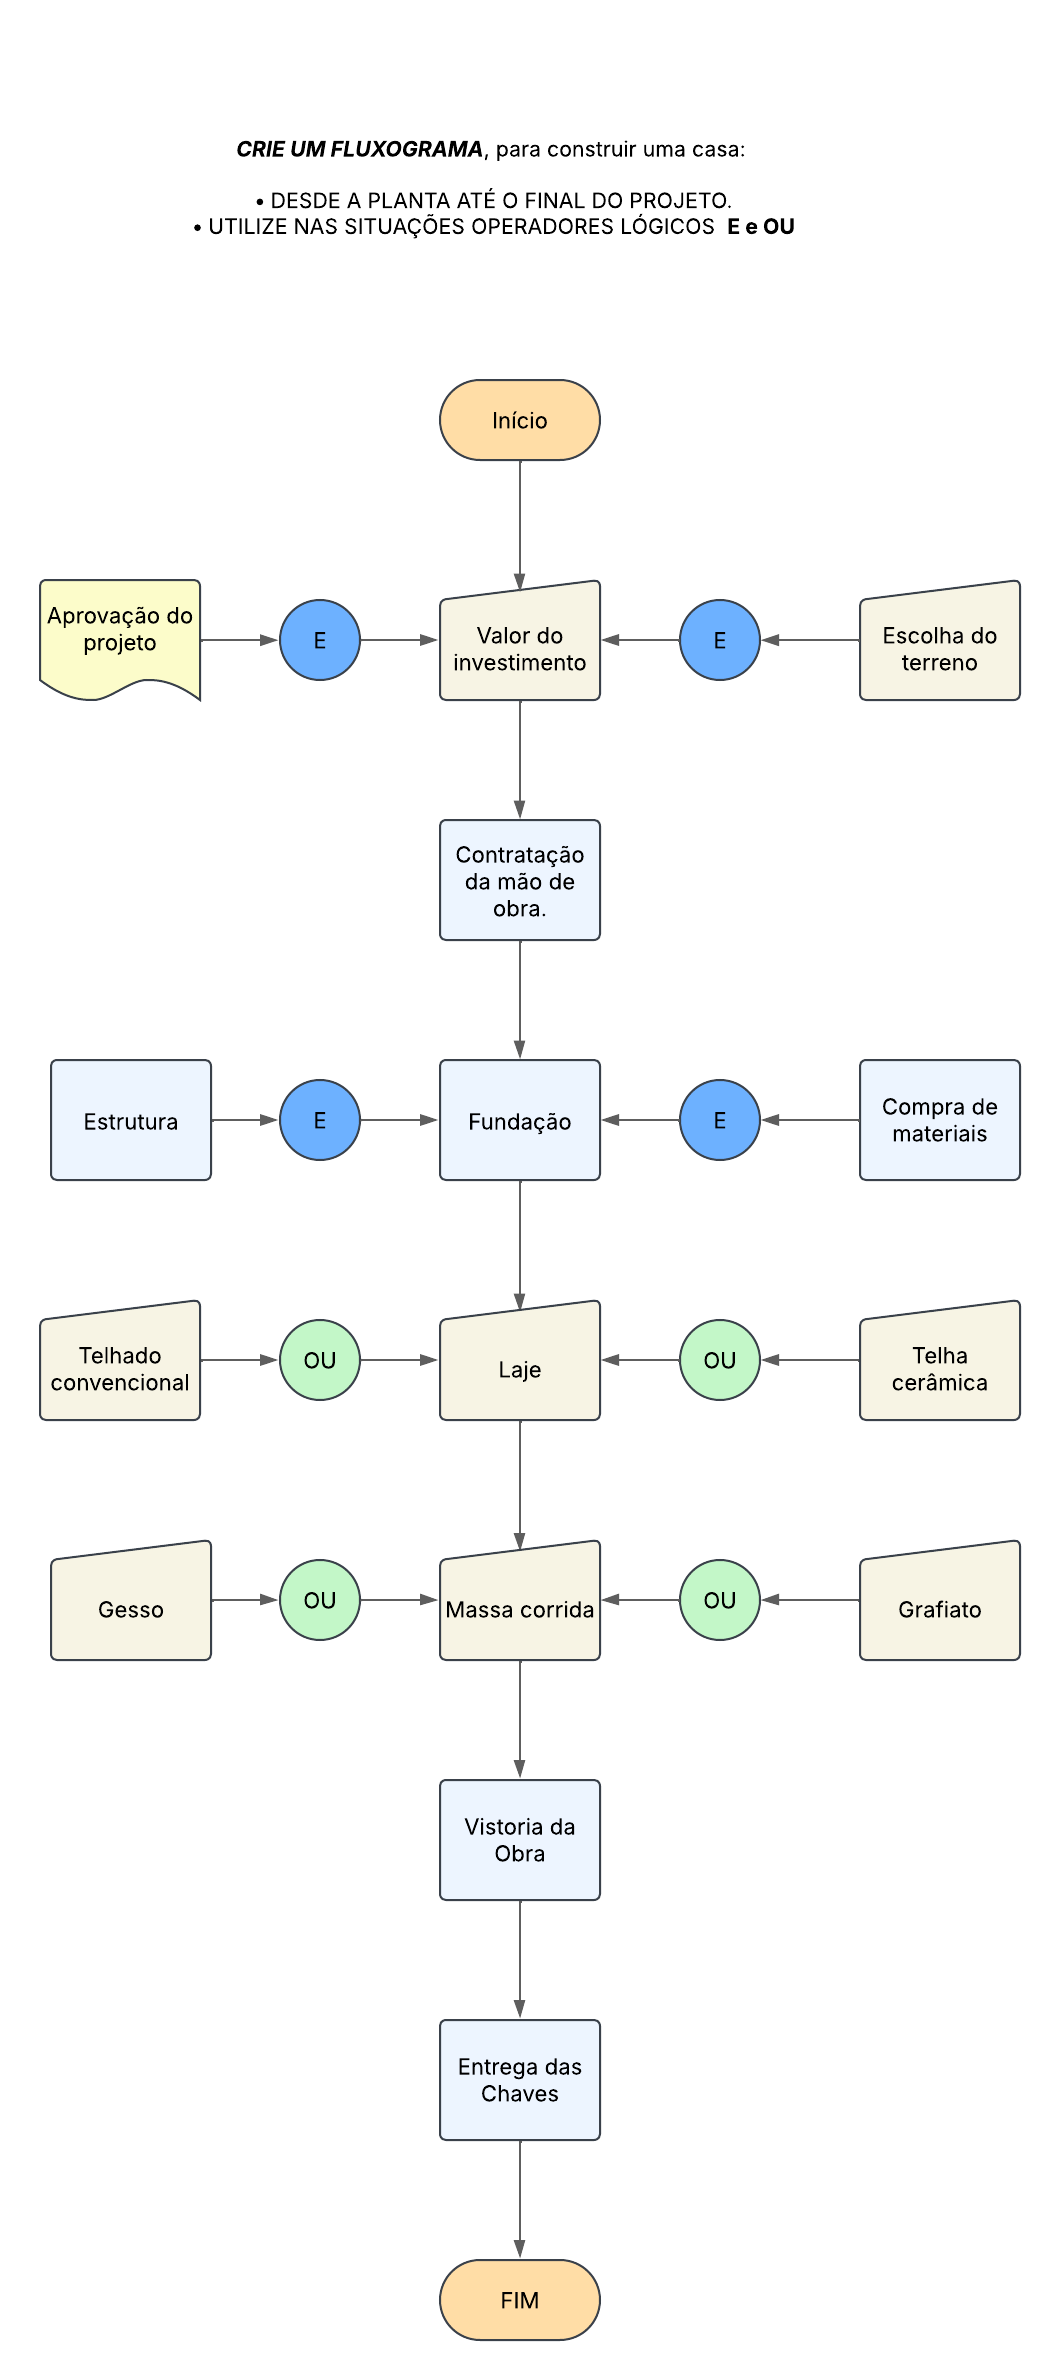 CRIE UM FLUXOGRAMA, para construir uma casa:
• DESDE A PLANTA ATÉ O FINAL DO PROJETO.
• UTILIZE NAS SITUAÇÕES OPERADORES LÓGICOS E e OU
Início
Aprovação do
projeto
E
Valor do
investimento
E
Escolha do
terreno
Contratação
da mão de
obra.
Estrutura
E
Fundação
E
Compra de
materiais
Telhado
convencional
OU
Laje
OU
Telha
cerâmica
Gesso
OU
Massa corrida
OU
Grafiato
Vistoria da
Obra
Entrega das
Chaves
FIM